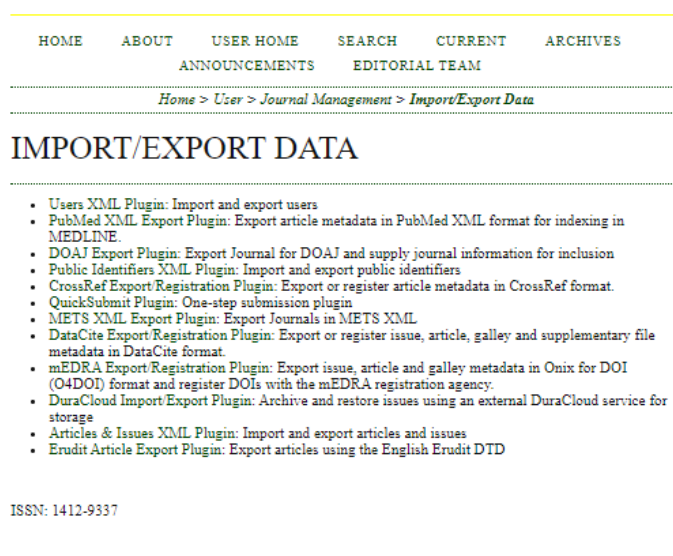 HOME ABOUT USER HOME SEARCH CURRENT ARCHIVES
ANNOUNCEMENTS EDITORIAL TEAM
Home > User > Journal Management > Import/Export Data
IMPORT/EXPORT DATA
• Users XML Plugin: Import and export users
• PubMed XML Export Plugin: Export article metadata in PubMed XML format for indexing in
MEDLINE.
• DOAJ Export Plugin: Export Journal for DOAJ and supply journal information for inclusion
• Public Identifiers XML Plugin: Import and export public identifiers
• CrossRef Export/Registration Plugin: Export or register article metadata in CrossRef format.
• QuickSubmit Plugin: One-step submission plugin
• METS XML Export Plugin: Export Journals in METS XML
• DataCite Export/Registration Plugin: Export or register issue, article, galley and supplementary file
metadata in DataCite format.
• mEDRA Export/Registration Plugin: Export issue, article and galley metadata in Onix for DOI
(O4DOI) format and register DOIs with the mEDRA registration agency.
• DuraCloud Import/Export Plugin: Archive and restore issues using an external DuraCloud service for
storage
• Articles & Issues XML Plugin: Import and export articles and issues
• Erudit Article Export Plugin: Export articles using the English Erudit DTD
ISSN: 1412-9337